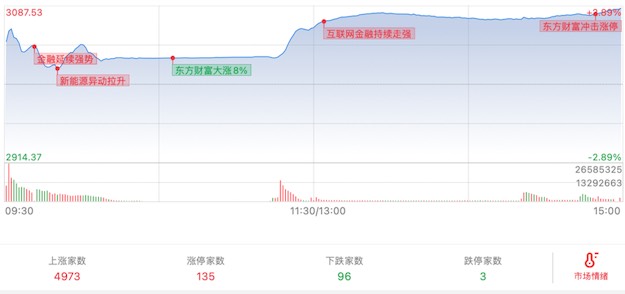 3087.53
+2.89%
东方财富冲击涨停
互联网金融持续走强
金融延续强势
东方财富大涨8%
新能源异动拉升
2914.37
-2.89%
26585325
13292663
09:30
11:30/13:00
15:00
上涨家数
涨停家数
下跌家数
跌停家数
4973
135
96
3
市场情绪